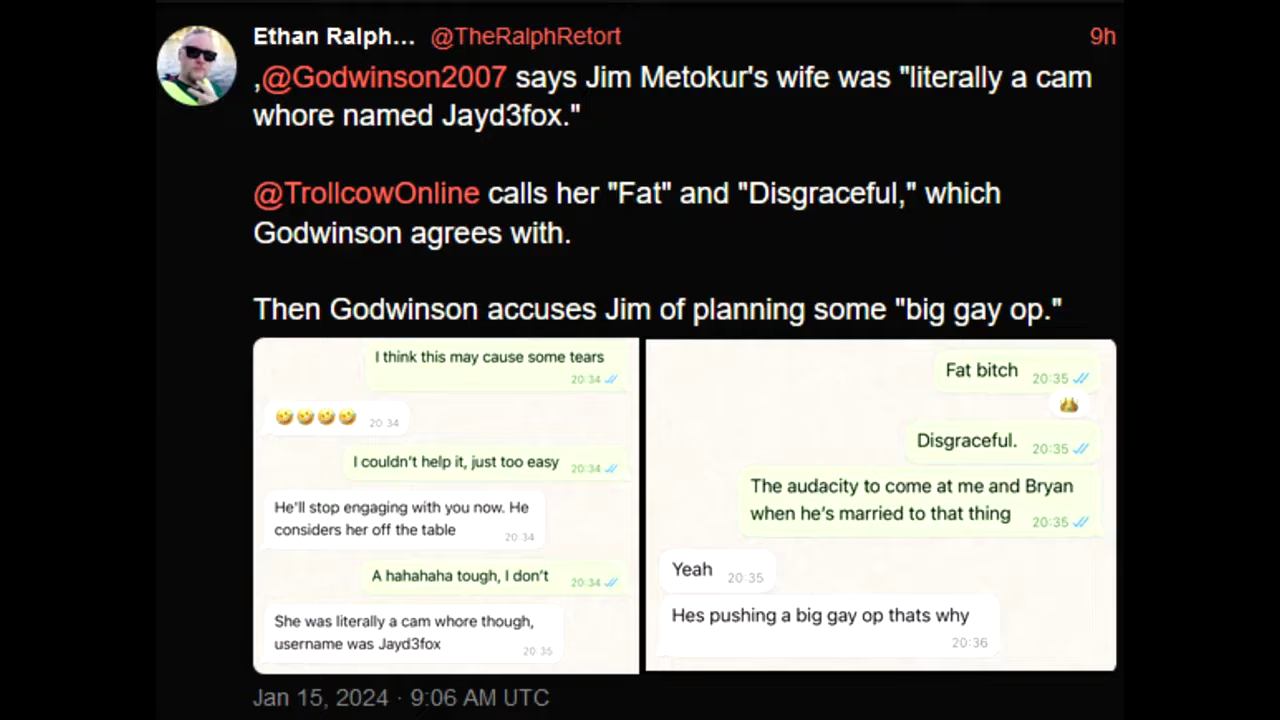 Ethan Ralph... @TheRalphRetort 9h
,@Godwinson2007 says Jim Metokur's wife was "literally a cam
whore named Jayd3fox."
@TrollcowOnline calls her "Fat" and "Disgraceful," which
Godwinson agrees with.
Then Godwinson accuses Jim of planning some "big gay op."
I think this may cause some tears
20:34
🤣🤣🤣🤣 20:34
I couldn't help it, just too easy 20:34
He'll stop engaging with you now. He
considers her off the table 20:34
A hahahaha tough, I don't 20:34
She was literally a cam whore though,
username was Jayd3fox 20:35
Fat bitch 20:35
Disgraceful. 20:35
The audacity to come at me and Bryan
when he's married to that thing 20:35
Yeah 20:35
Hes pushing a big gay op thats why
20:36
Jan 15, 2024 · 9:06 AM UTC